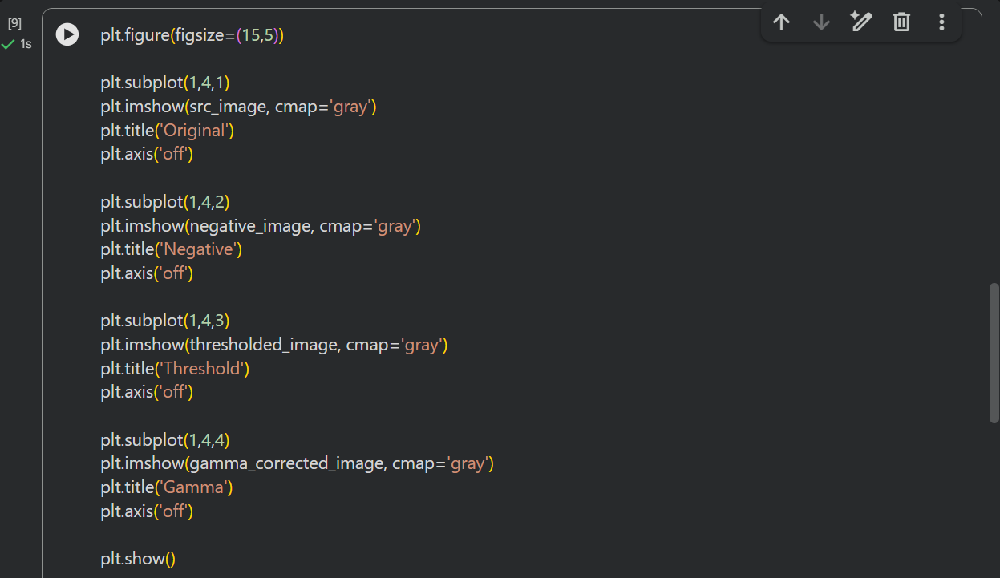 [9]
1s
plt.figure(figsize=(15,5))
plt.subplot(1,4,1)
plt.imshow(src_image, cmap='gray')
plt.title('Original')
plt.axis('off')
plt.subplot(1,4,2)
plt.imshow(negative_image, cmap='gray')
plt.title('Negative')
plt.axis('off')
plt.subplot(1,4,3)
plt.imshow(thresholded_image, cmap='gray')
plt.title('Threshold')
plt.axis('off')
plt.subplot(1,4,4)
plt.imshow(gamma_corrected_image, cmap='gray')
plt.title('Gamma')
plt.axis('off')
plt.show()